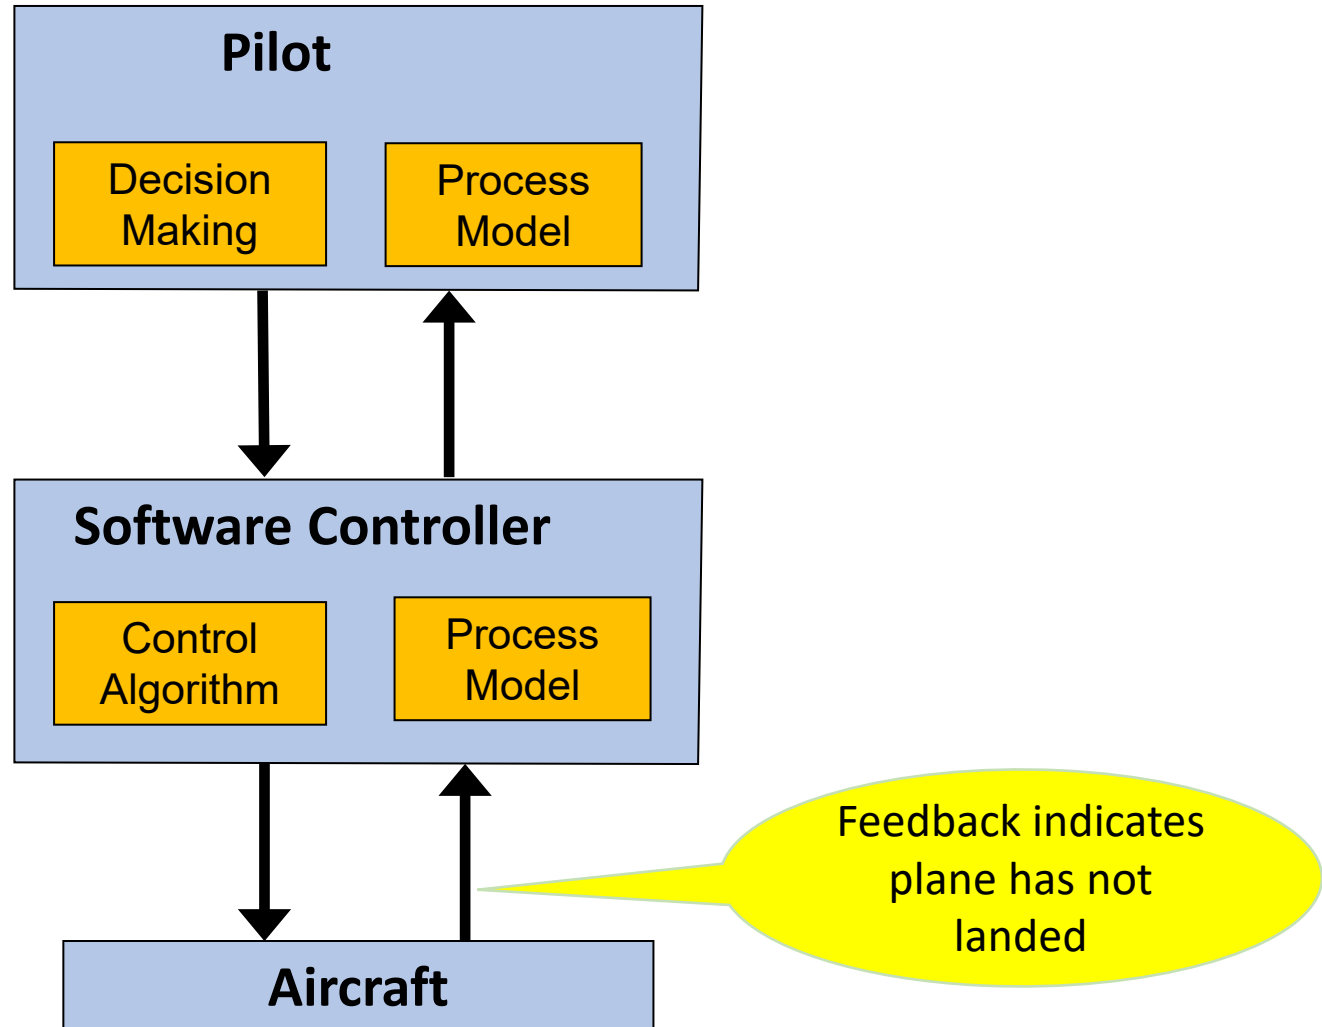 Pilot
Decision
Making
Process
Model
Software Controller
Control
Algorithm
Process
Model
Feedback indicates
plane has not
landed
Aircraft